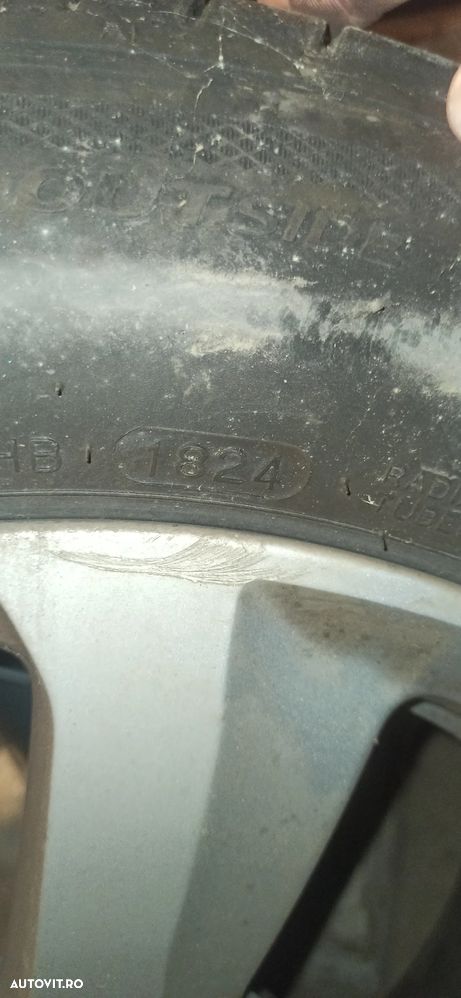 OUTSIDE
HB 1824
RADIAL
TUBE
AUTOVIT.RO